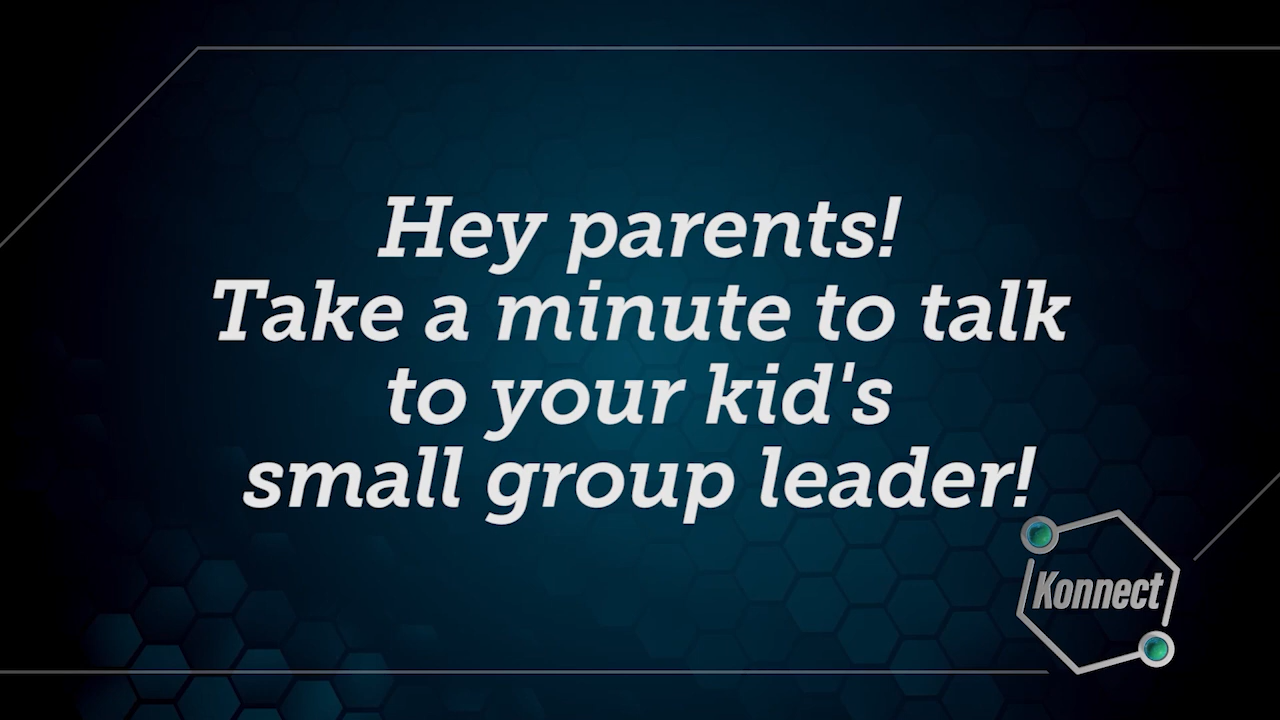 Hey parents!
Take a minute to talk
to your kid's
small group leader!
Konnect